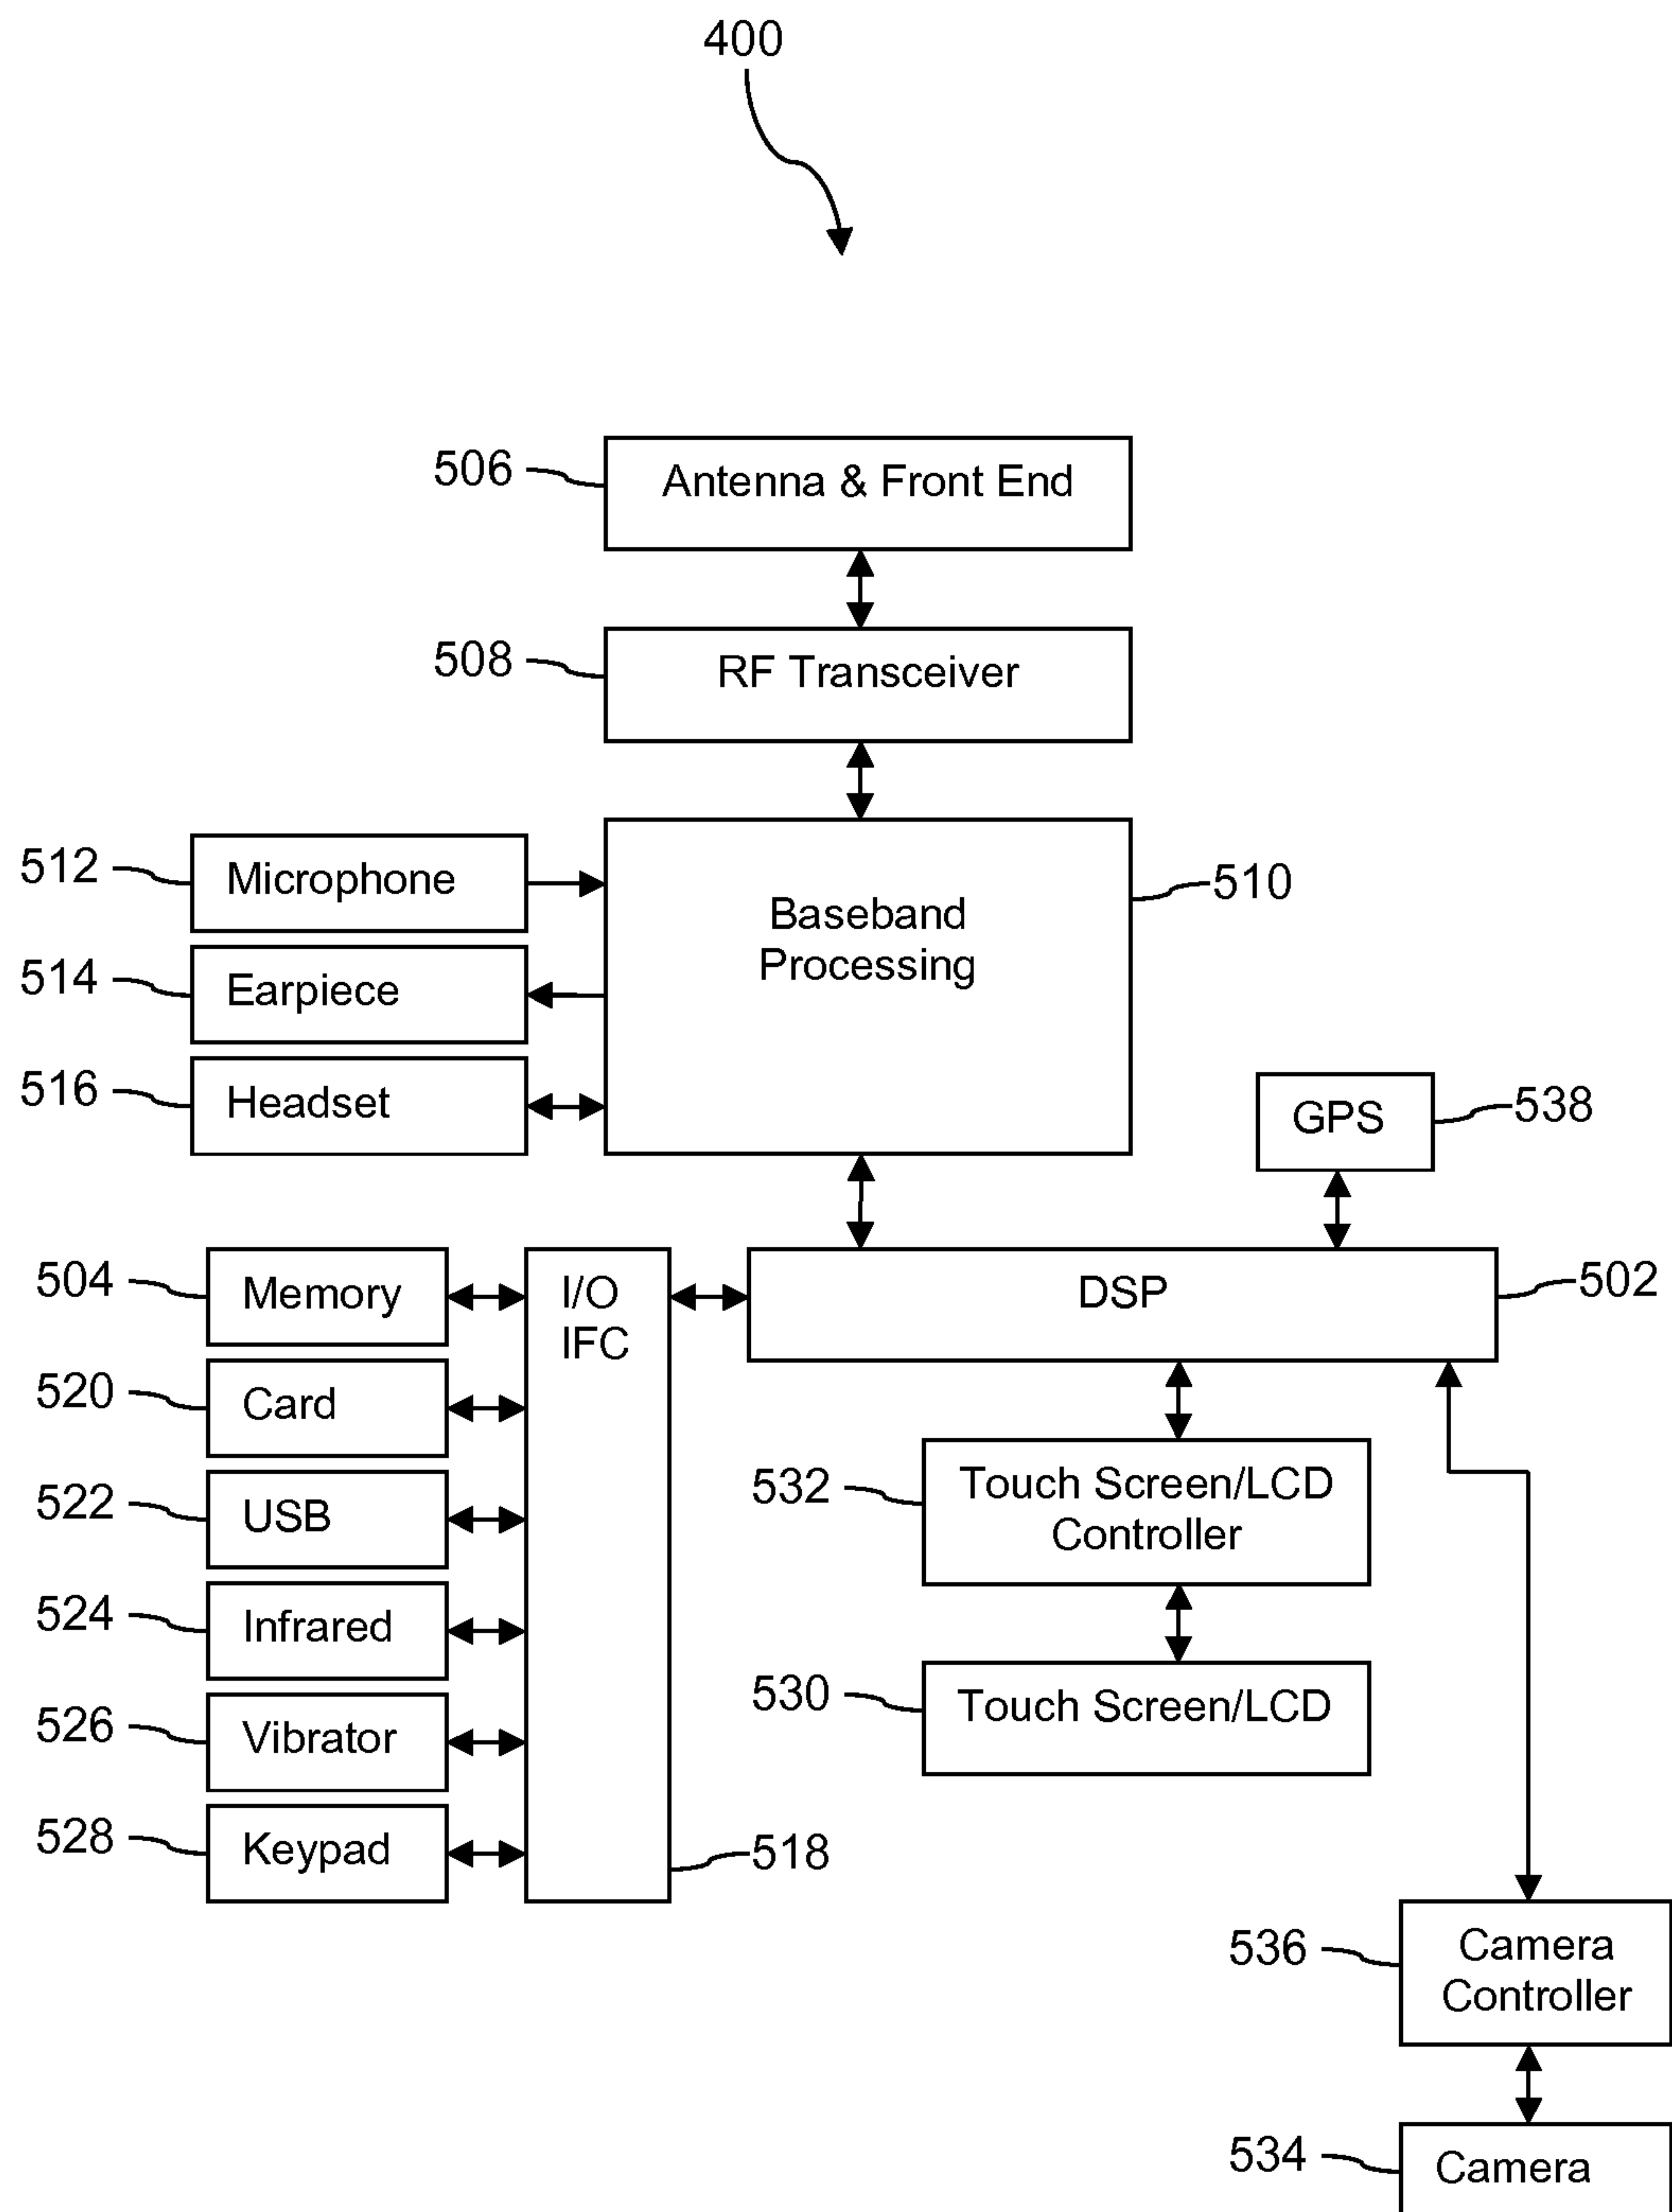 400
506
Antenna & Front End
508
RF Transceiver
512
Microphone
510
Baseband
Processing
514
Earpiece
516
Headset
GPS
538
504
Memory
I/O
IFC
DSP
502
520
Card
522
USB
532
Touch Screen/LCD
Controller
524
Infrared
530
Touch Screen/LCD
526
Vibrator
528
Keypad
518
536
Camera
Controller
534
Camera